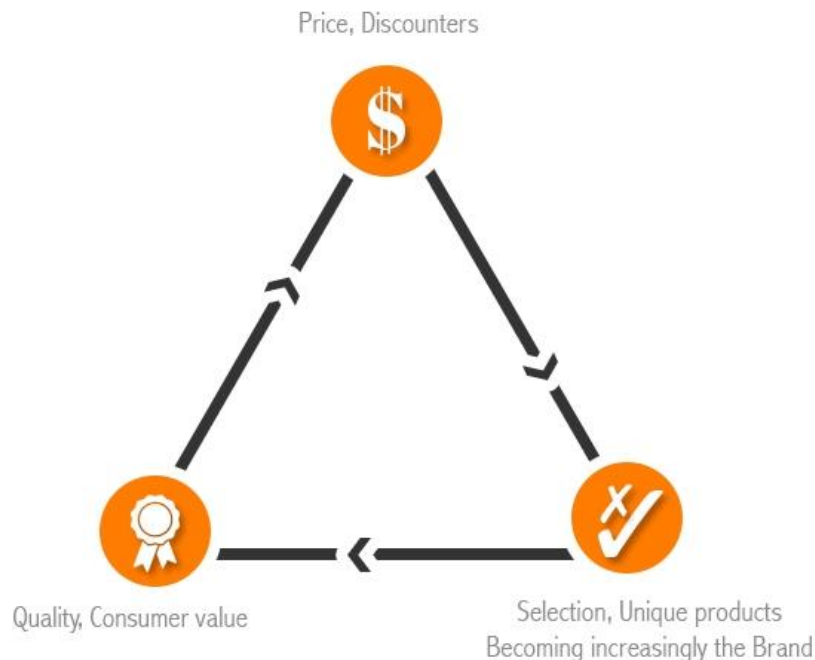 Price, Discounters
$
Quality, Consumer value
Selection, Unique products
Becoming increasingly the Brand